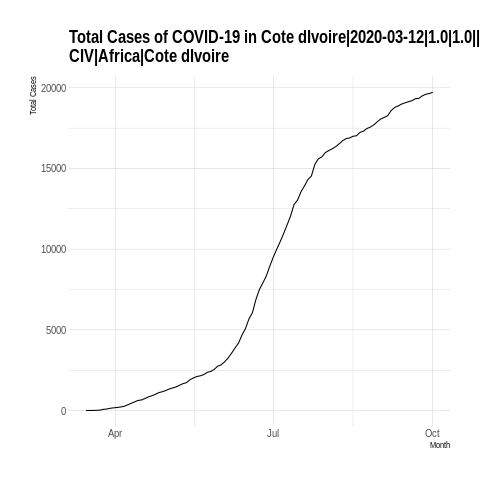 Total Cases of COVID-19 in Cote dIvoire|2020-03-12|1.0|1.0||
CIV|Africa|Cote dIvoire
Total Cases
20000
15000
10000
5000
0
Apr
Jul
Oct
Month